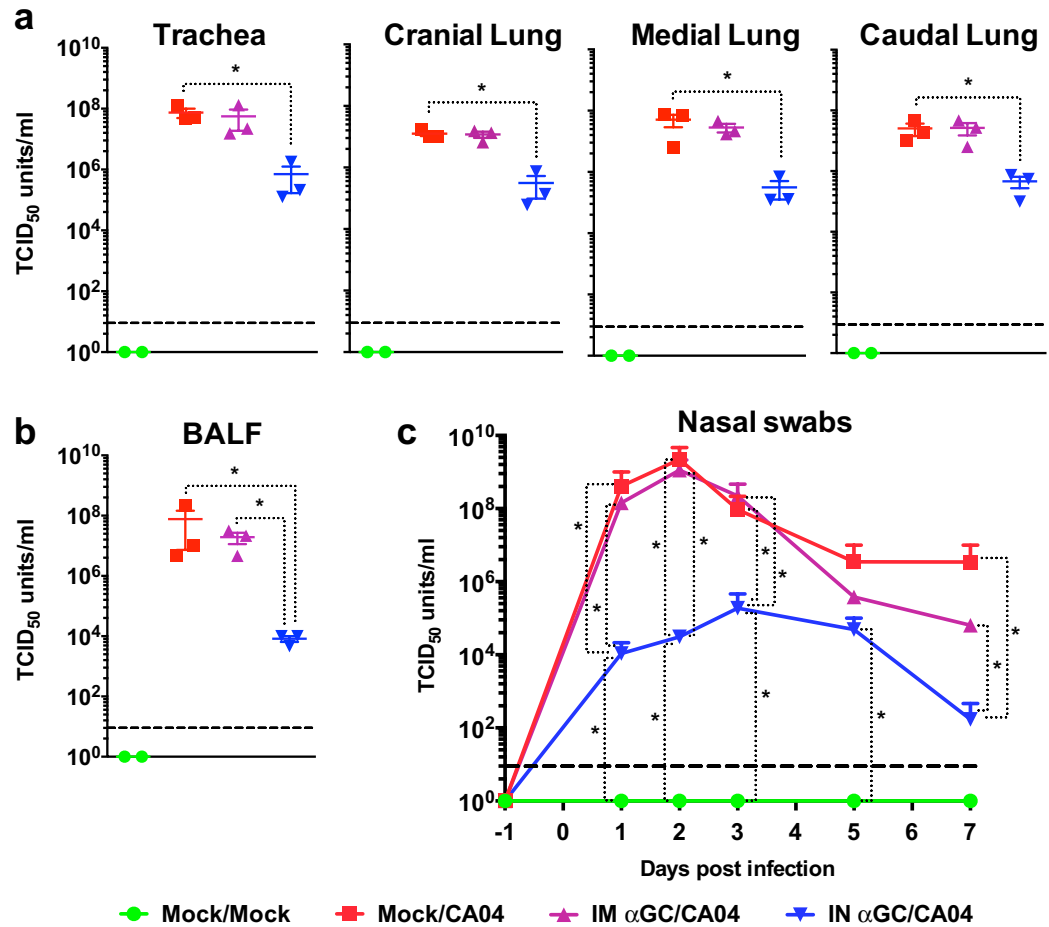 a
Trachea
Cranial Lung
Medial Lung
Caudal Lung
TCID50 units/ml
10^10
10^8
10^6
10^4
10^2
10^0
*
*
*
*
b
BALF
TCID50 units/ml
10^10
10^8
10^6
10^4
10^2
10^0
*
*
c
Nasal swabs
TCID50 units/ml
10^10
10^8
10^6
10^4
10^2
10^0
*
*
*
*
*
*
*
*
*
*
*
*
-1 0 1 2 3 4 5 6 7
Days post infection
Mock/Mock Mock/CA04 IM αGC/CA04 IN αGC/CA04